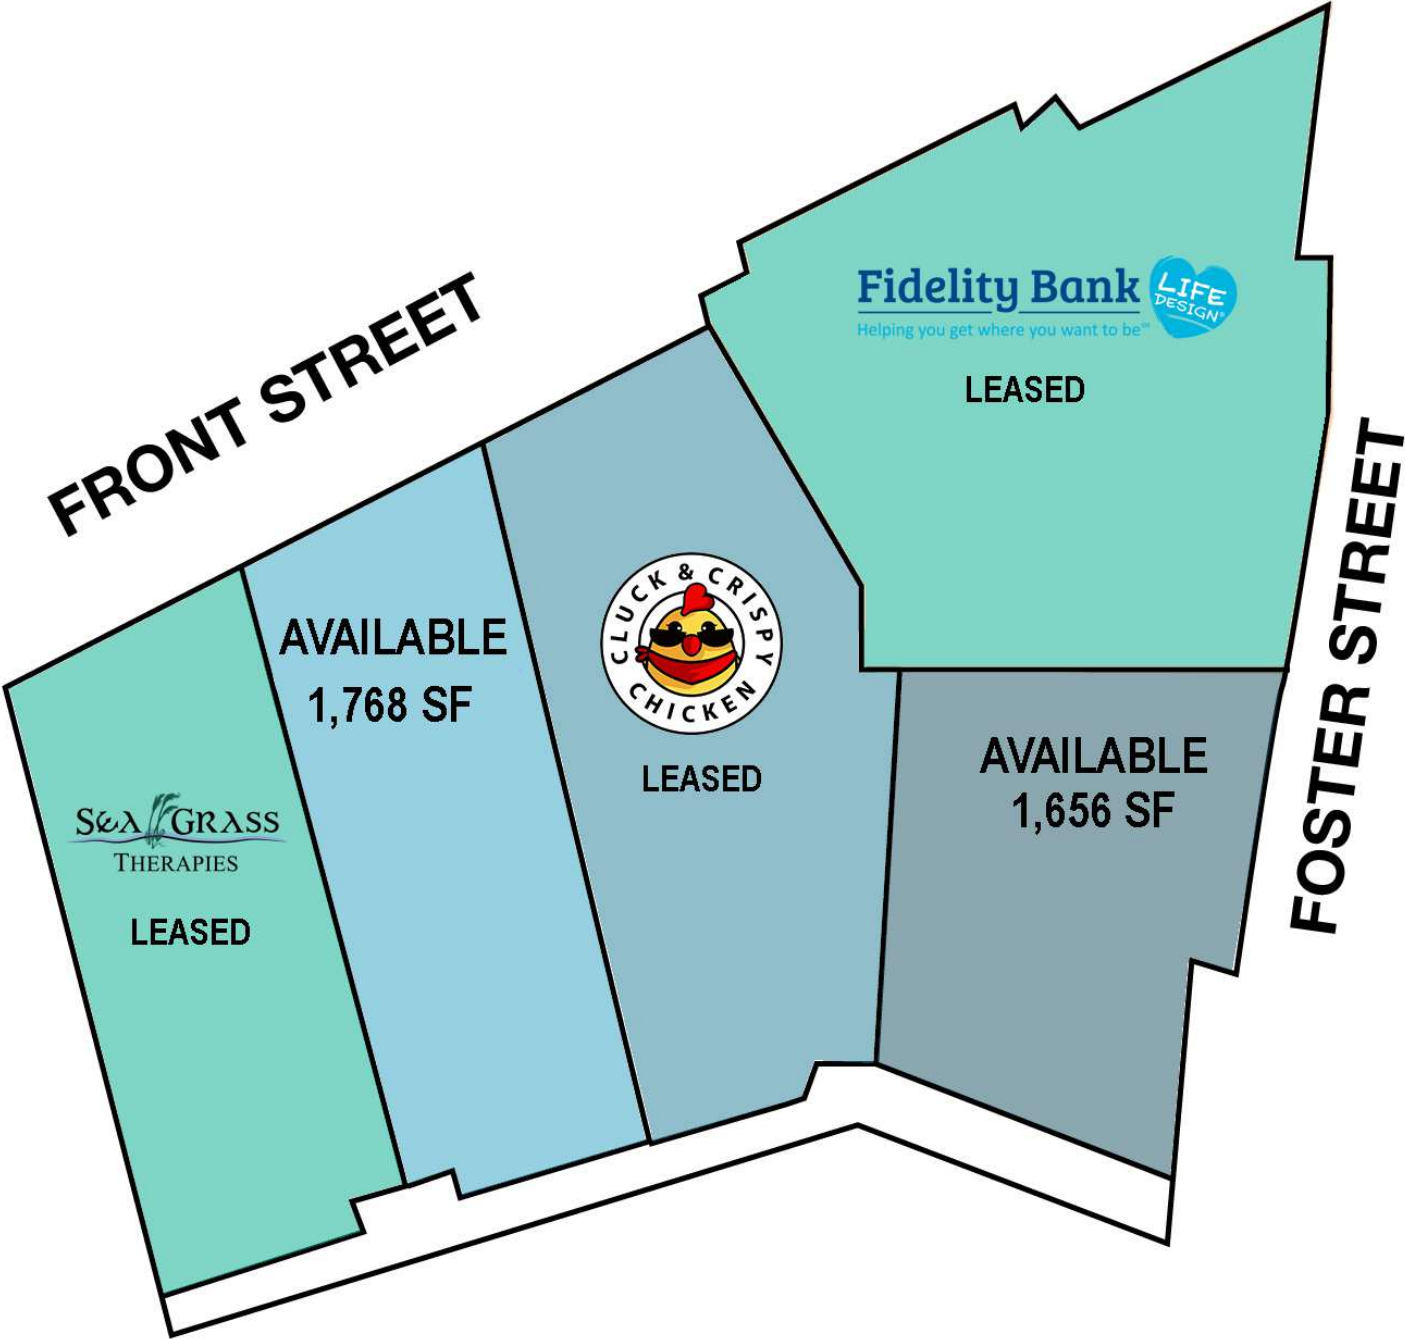 FRONT STREET
Fidelity Bank
LIFE
DESIGN®
Helping you get where you want to be℠
LEASED
FOSTER STREET
CLUCK & CRISPY
CHICKEN
LEASED
AVAILABLE
1,768 SF
AVAILABLE
1,656 SF
SEA GRASS
THERAPIES
LEASED